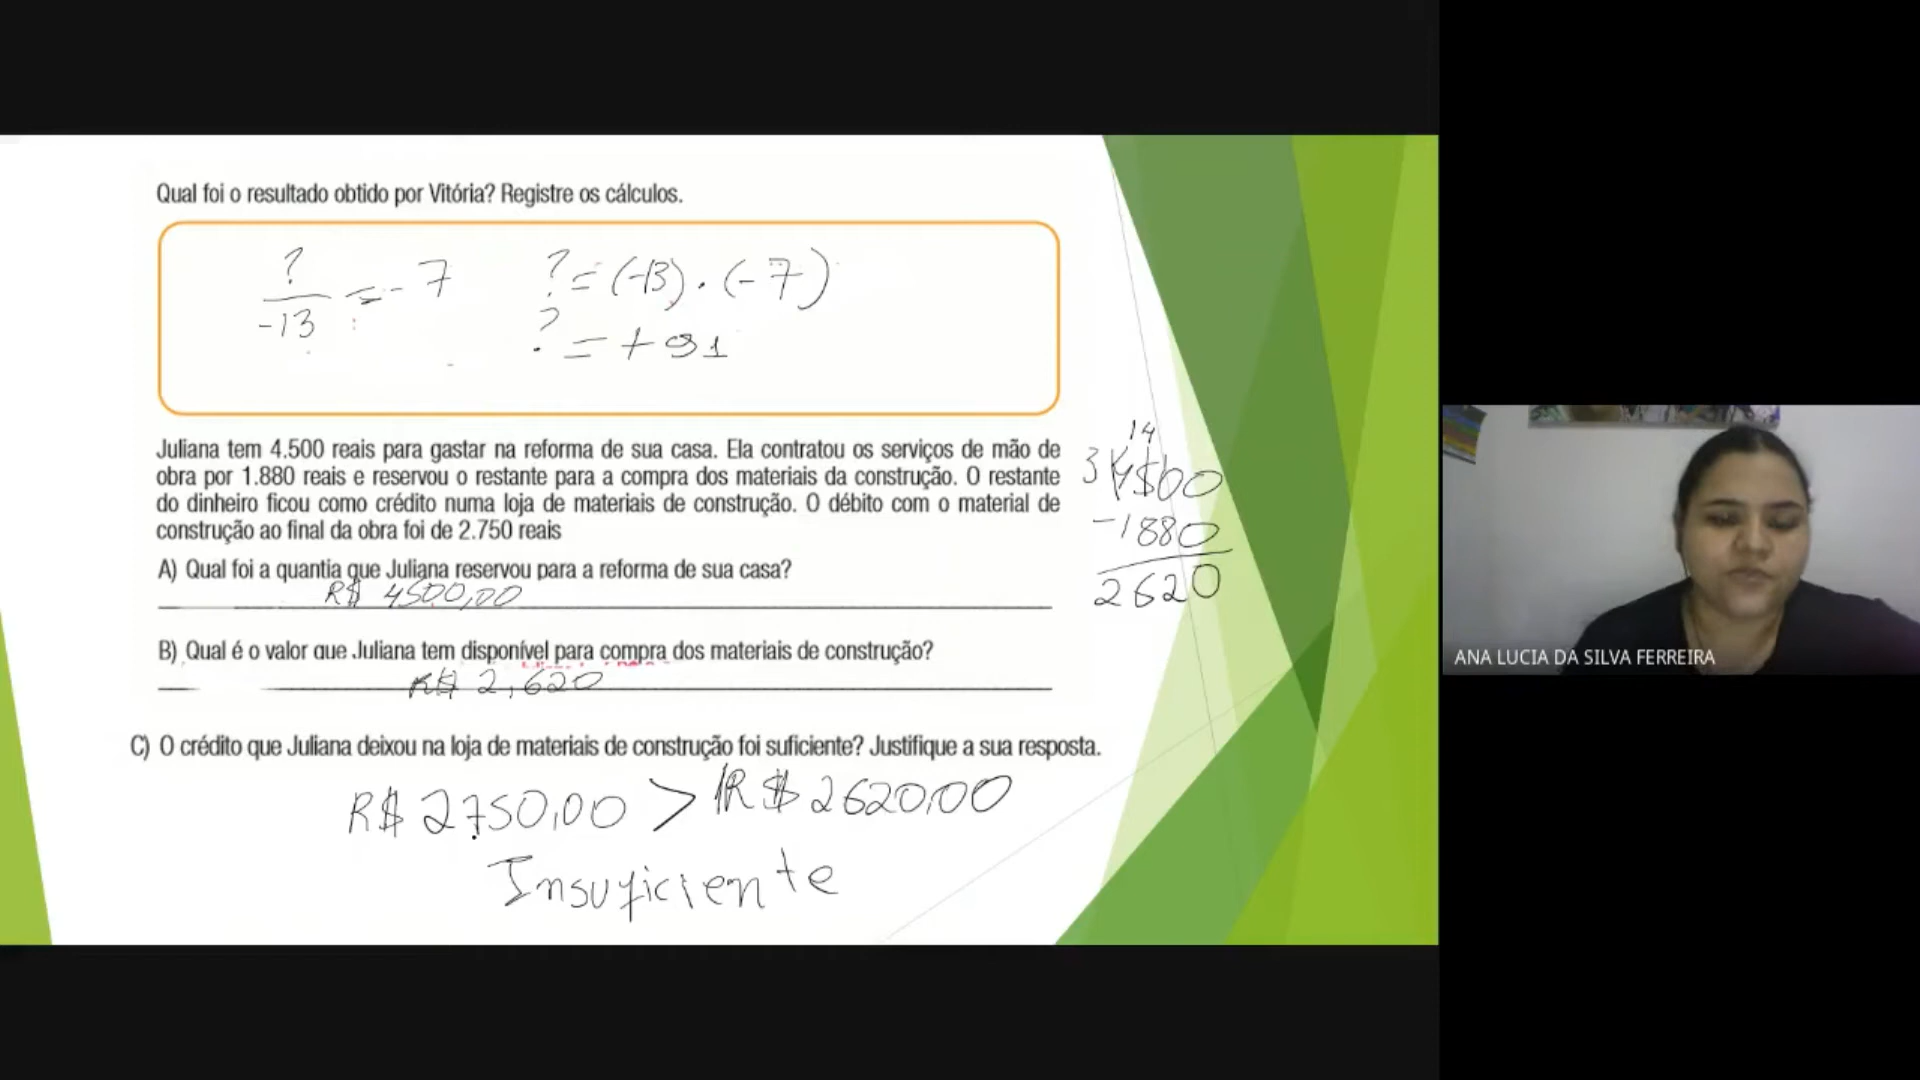 Qual foi o resultado obtido por Vitória? Registre os cálculos.
?
-13
= - 7
? = (-13) . (-7)
? = +91
Juliana tem 4.500 reais para gastar na reforma de sua casa. Ela contratou os serviços de mão de
obra por 1.880 reais e reservou o restante para a compra dos materiais da construção. O restante
do dinheiro ficou como crédito numa loja de materiais de construção. O débito com o material de
construção ao final da obra foi de 2.750 reais
14
3 4500
-1880
2620
A) Qual foi a quantia que Juliana reservou para a reforma de sua casa?
R$ 4500,00
B) Qual é o valor que Juliana tem disponível para compra dos materiais de construção?
R$ 2,620
C) O crédito que Juliana deixou na loja de materiais de construção foi suficiente? Justifique a sua resposta.
R$ 2750,00 > R$ 2620,00
Insuficiente
ANA LUCIA DA SILVA FERREIRA